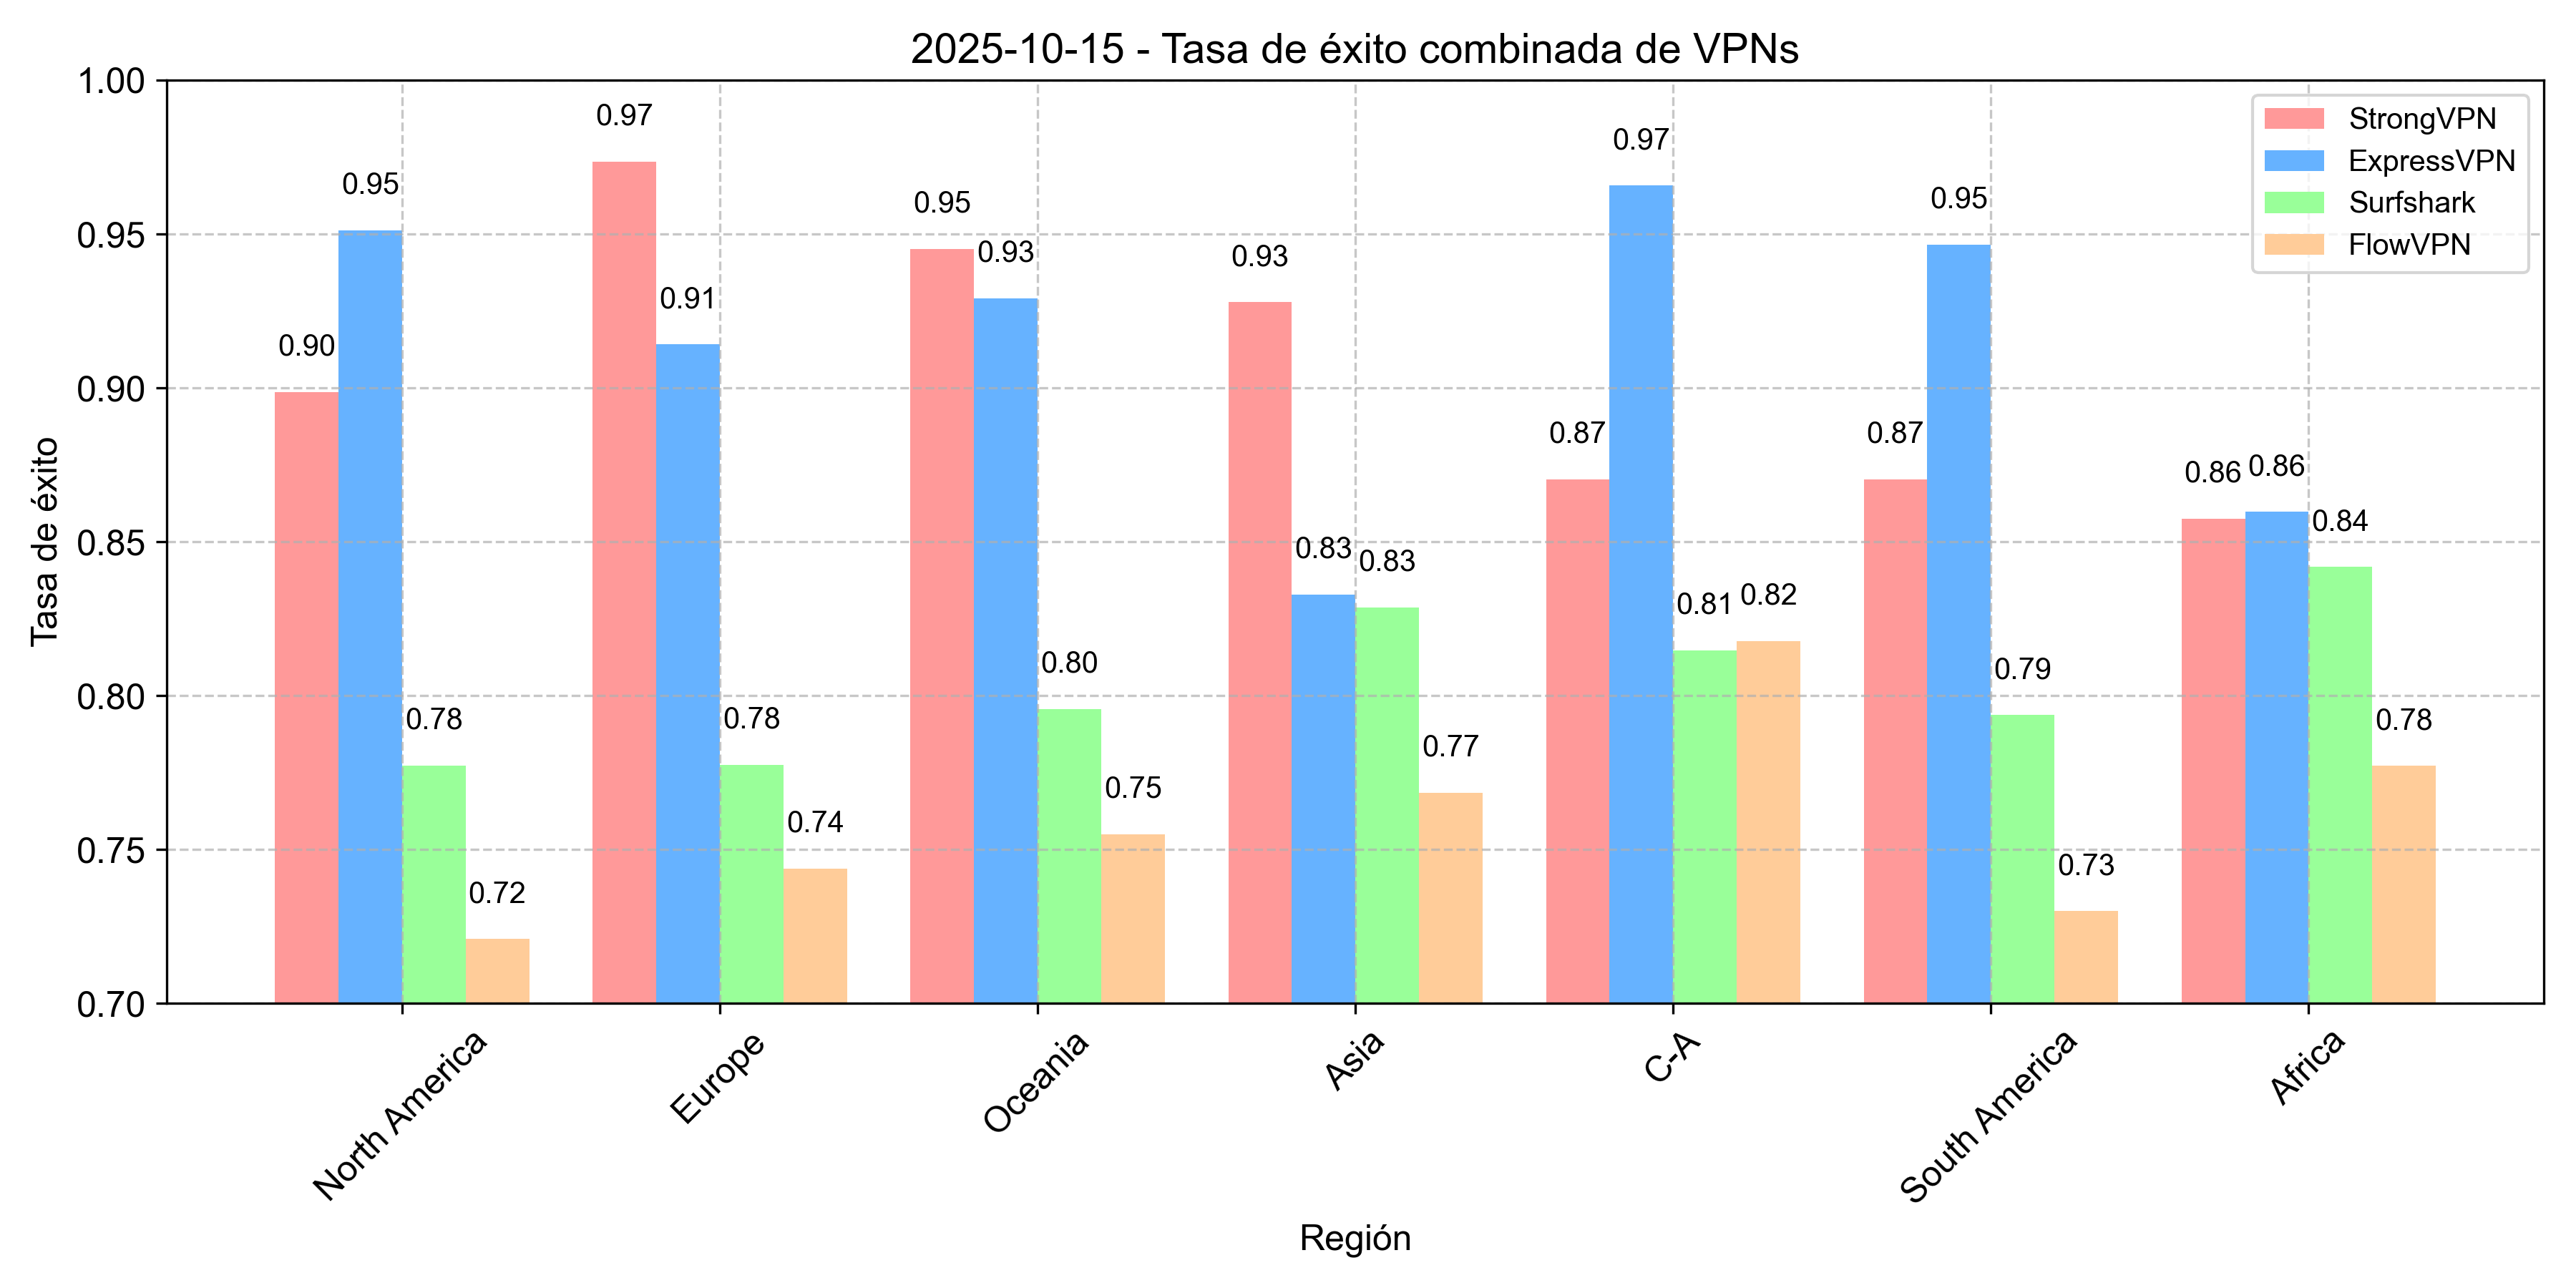 2025-10-15 - Tasa de éxito combinada de VPNs
Tasa de éxito
1.00
0.95
0.90
0.85
0.80
0.75
0.70
StrongVPN
ExpressVPN
Surfshark
FlowVPN
0.90
0.95
0.78
0.72
0.97
0.91
0.78
0.74
0.95
0.93
0.80
0.75
0.93
0.83
0.83
0.77
0.87
0.97
0.81
0.82
0.87
0.95
0.79
0.73
0.86
0.86
0.84
0.78
North America
Europe
Oceania
Asia
C-A
South America
Africa
Región